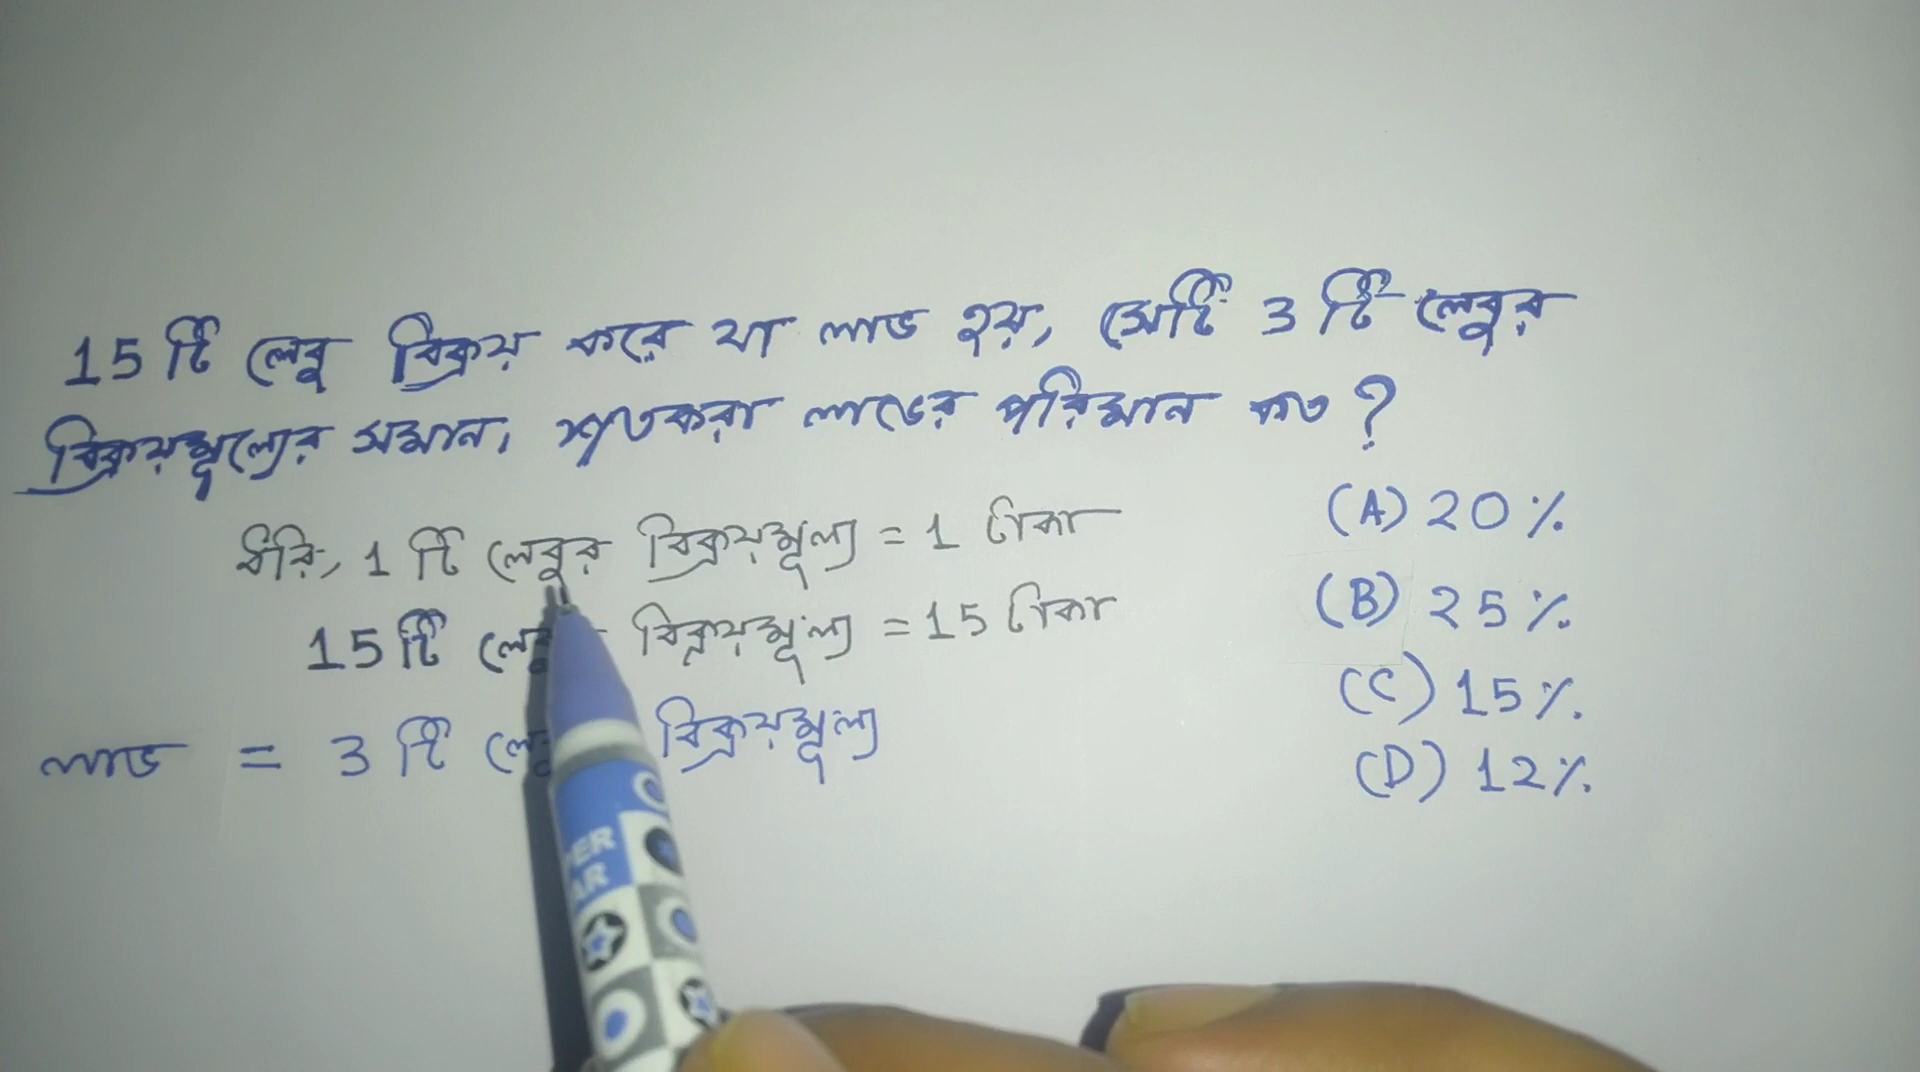 15 টি লেবু বিক্রয় করে যা লাভ হয়, সেটি 3 টি লেবুর
বিক্রয়মূল্যের সমান। শতকরা লাভের পরিমান কত?
ধরি, 1 টি লেবুর বিক্রয়মূল্য = 1 টাকা
15 টি বিক্রয়মূল্য = 15 টাকা
লাভ = 3 টি বিক্রয়মূল্য
(A) 20%
(B) 25%
(C) 15%
(D) 12%